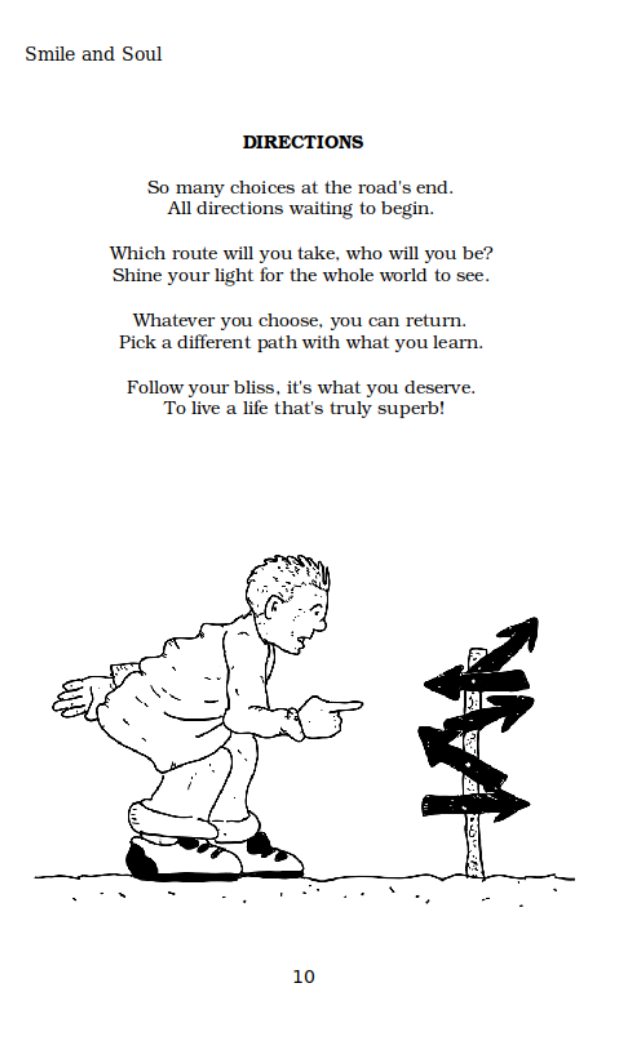 Smile and Soul
DIRECTIONS
So many choices at the road's end.
All directions waiting to begin.
Which route will you take, who will you be?
Shine your light for the whole world to see.
Whatever you choose, you can return.
Pick a different path with what you learn.
Follow your bliss, it's what you deserve.
To live a life that's truly superb!
10